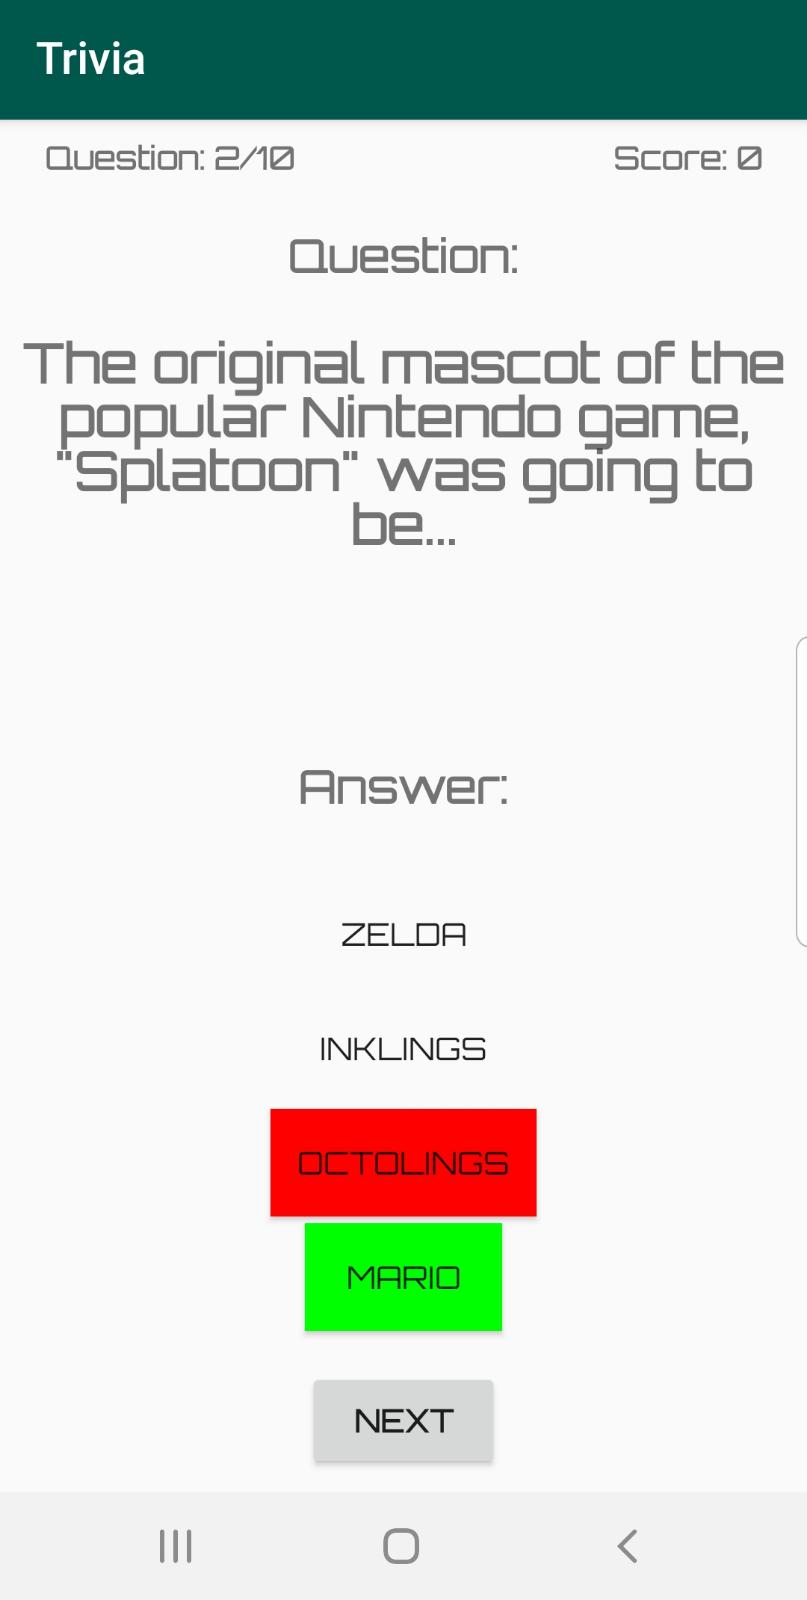 Trivia
Question: 2/10
Score: 0
Question:
The original mascot of the
popular Nintendo game,
"Splatoon" was going to
be...
Answer:
ZELDA
INKLINGS
OCTOLINGS
MARIO
NEXT